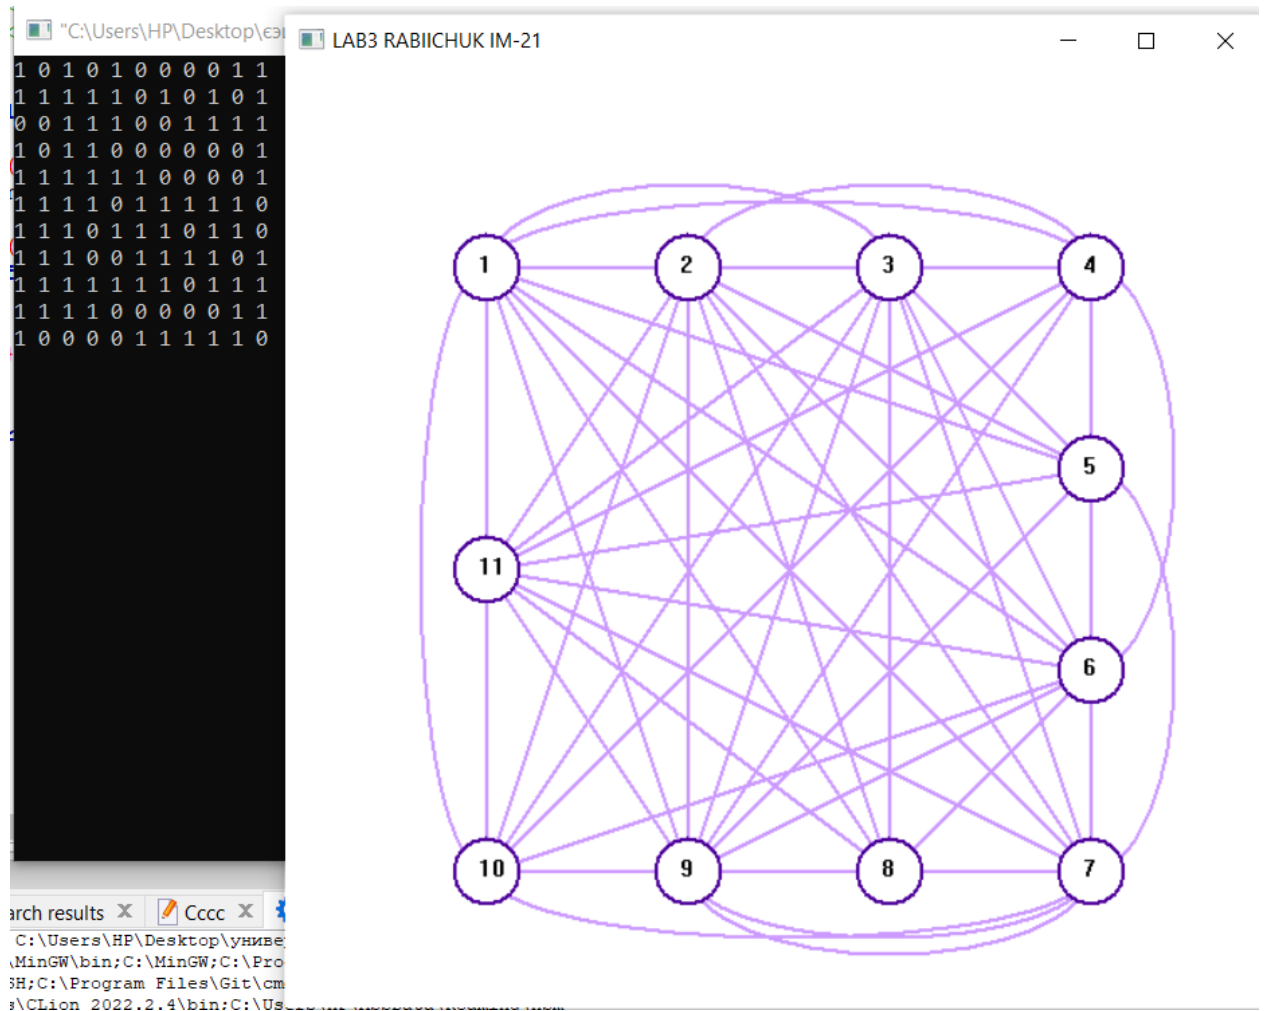 "C:\Users\HP\Desktop\єэ
LAB3 RABIICHUK IM-21
1 0 1 0 1 0 0 0 0 1 1
1 1 1 1 1 0 1 0 1 0 1
0 0 1 1 1 0 0 1 1 1 1
1 0 1 1 0 0 0 0 0 0 1
1 1 1 1 1 1 0 0 0 0 1
1 1 1 1 0 1 1 1 1 1 0
1 1 1 0 1 1 1 0 1 1 0
1 1 1 0 0 1 1 1 1 0 1
1 1 1 1 1 1 1 0 1 1 1
1 1 1 1 0 0 0 0 0 1 1
1 0 0 0 0 1 1 1 1 1 0
1 2 3 4
5
11
6
10 9 8 7
arch results Cccc
C:\Users\HP\Desktop\униве
\MinGW\bin;C:\MinGW;C:\Pro
SH;C:\Program Files\Git\cm
s\CLion 2022.2.4\bin;C:\Us